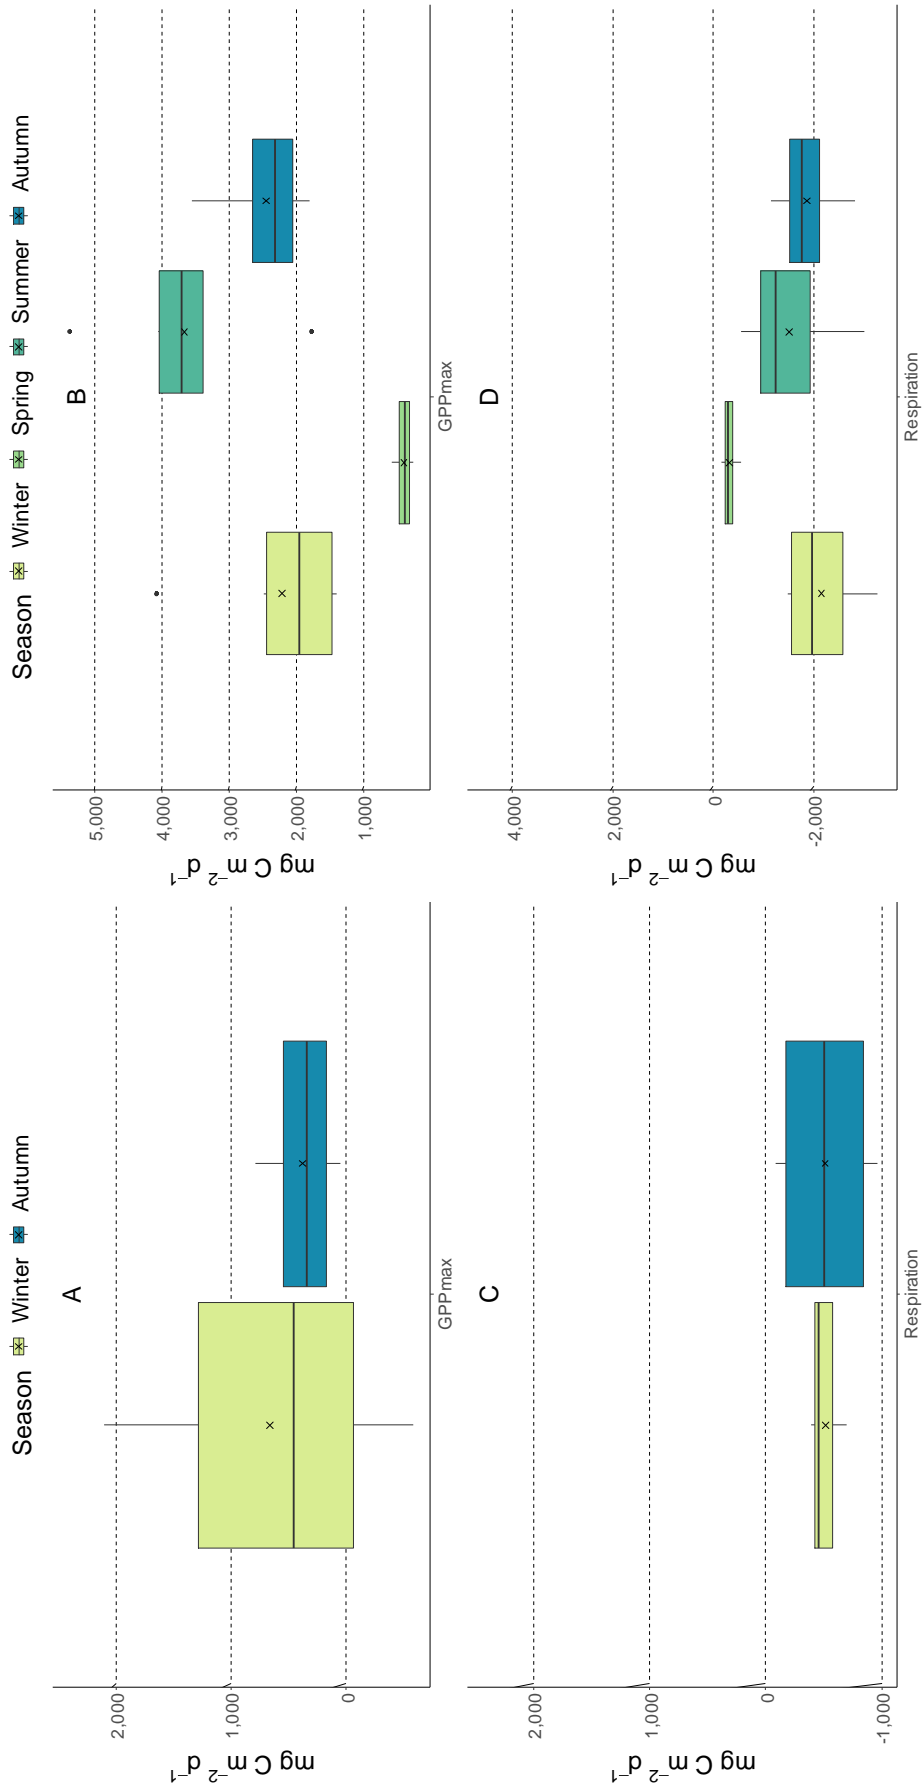 Season Winter Autumn
Season Winter Spring Summer Autumn
A
mg C m⁻² d⁻¹
2,000
1,000
0
GPPmax
B
mg C m⁻² d⁻¹
5,000
4,000
3,000
2,000
1,000
GPPmax
C
mg C m⁻² d⁻¹
2,000
1,000
0
-1,000
Respiration
D
mg C m⁻² d⁻¹
4,000
2,000
0
-2,000
Respiration